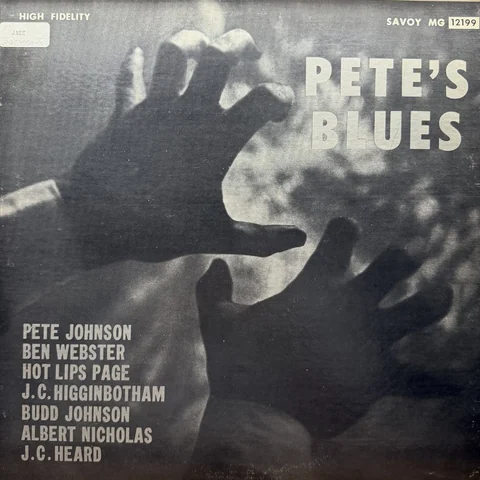 HIGH FIDELITY
JAZZ
SAVOY MG 12199
PETE'S
BLUES
PETE JOHNSON
BEN WEBSTER
HOT LIPS PAGE
J.C. HIGGINBOTHAM
BUDD JOHNSON
ALBERT NICHOLAS
J.C. HEARD